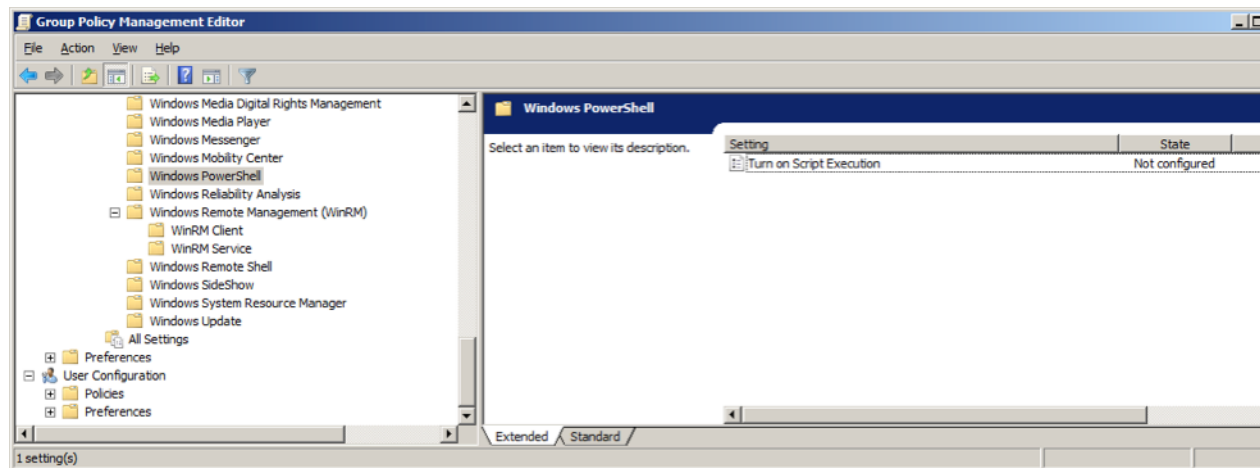 Group Policy Management Editor
File Action View Help
Windows Media Digital Rights Management
Windows Media Player
Windows Messenger
Windows Mobility Center
Windows PowerShell
Windows Reliability Analysis
Windows Remote Management (WinRM)
WinRM Client
WinRM Service
Windows Remote Shell
Windows SideShow
Windows System Resource Manager
Windows Update
All Settings
Preferences
User Configuration
Policies
Preferences
Windows PowerShell
Select an item to view its description.
Setting State
Turn on Script Execution Not configured
Extended Standard
1 setting(s)